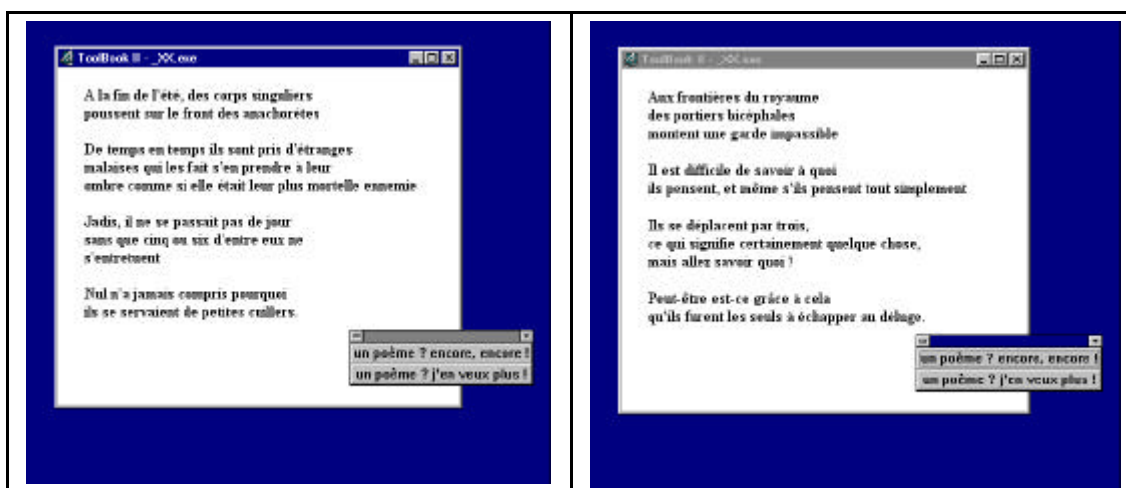 ToolBook II - _XX.exe
A la fin de l'été, des corps singuliers
poussent sur le front des anachorètes
De temps en temps ils sont pris d'étranges
malaises qui les fait s'en prendre à leur
ombre comme si elle était leur plus mortelle ennemie
Jadis, il ne se passait pas de jour
sans que cinq ou six d'entre eux ne
s'entretuent
Nul n'a jamais compris pourquoi
ils se servaient de petites cuillers.
un poème ? encore, encore !
un poème ? j'en veux plus !
ToolBook II - _XX.exe
Aux frontières du royaume
des portiers bicéphales
montent une garde impassible
Il est difficile de savoir à quoi
ils pensent, et même s'ils pensent tout simplement
Ils se déplacent par trois,
ce qui signifie certainement quelque chose,
mais allez savoir quoi ?
Peut-être est-ce grâce à cela
qu'ils furent les seuls à échapper au déluge.
un poème ? encore, encore !
un poème ? j'en veux plus !